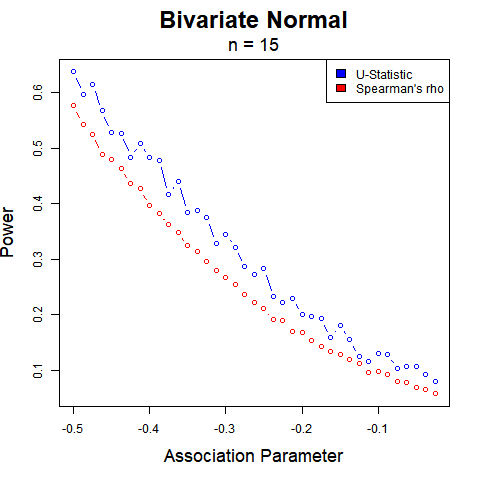 Bivariate Normal
n = 15
U-Statistic
Spearman's rho
Power
0.6
0.5
0.4
0.3
0.2
0.1
-0.5 -0.4 -0.3 -0.2 -0.1
Association Parameter